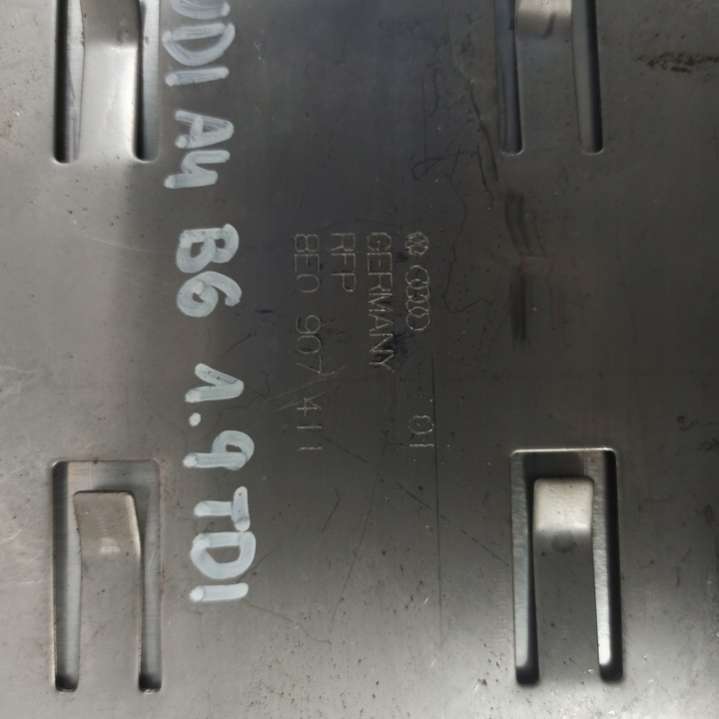 UDI A4 B6 1.9 TDI
01
GERMANY
RFP
8E0 907 411